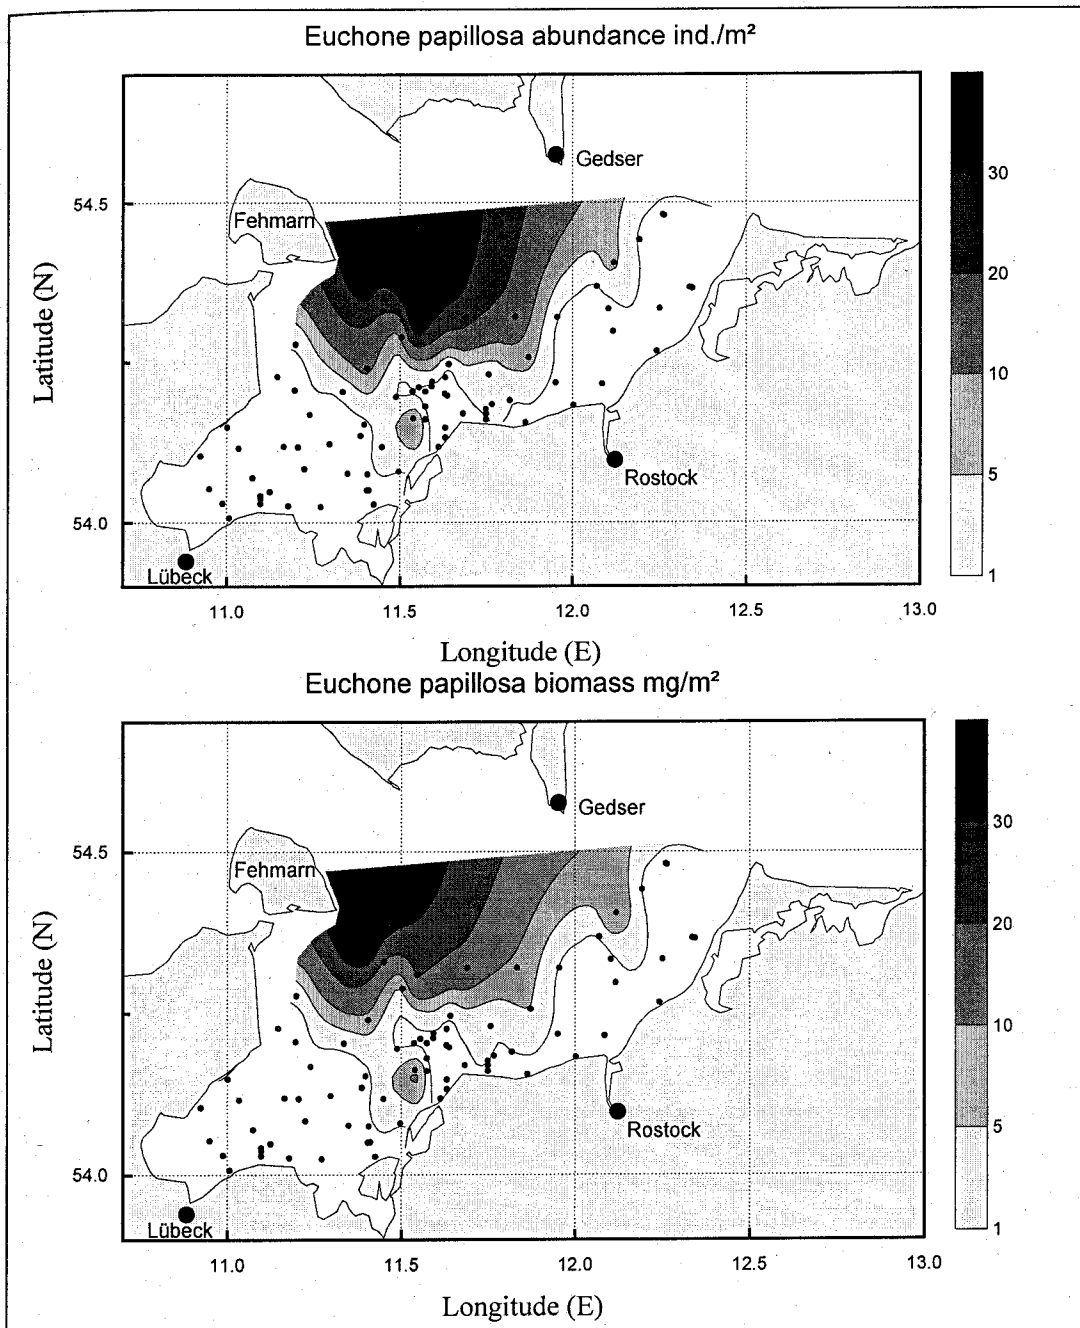 Euchone papillosa abundance ind./m²
Gedser
30
54.5
Fehmarn
20
Latitude (N)
10
5
Rostock
54.0
Lübeck
1
11.0 11.5 12.0 12.5 13.0
Longitude (E)
Euchone papillosa biomass mg/m²
Gedser
30
54.5
Fehmarn
20
Latitude (N)
10
5
Rostock
54.0
Lübeck
1
11.0 11.5 12.0 12.5 13.0
Longitude (E)